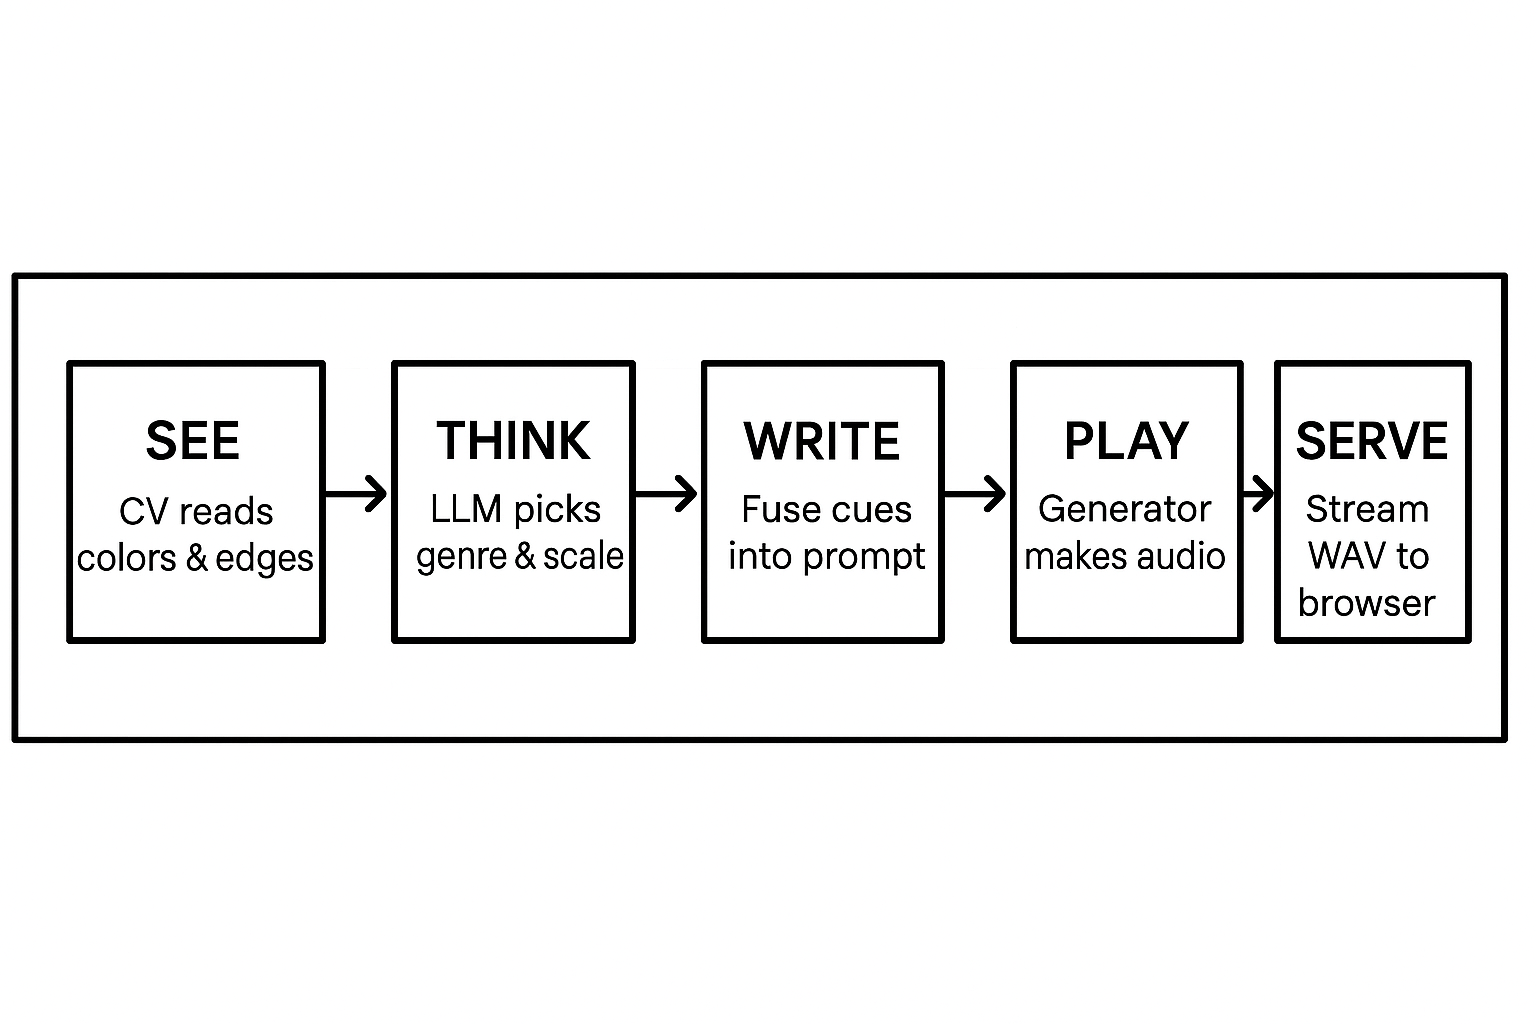 SEE
CV reads
colors & edges
THINK
LLM picks
genre & scale
WRITE
Fuse cues
into prompt
PLAY
Generator
makes audio
SERVE
Stream
WAV to
browser